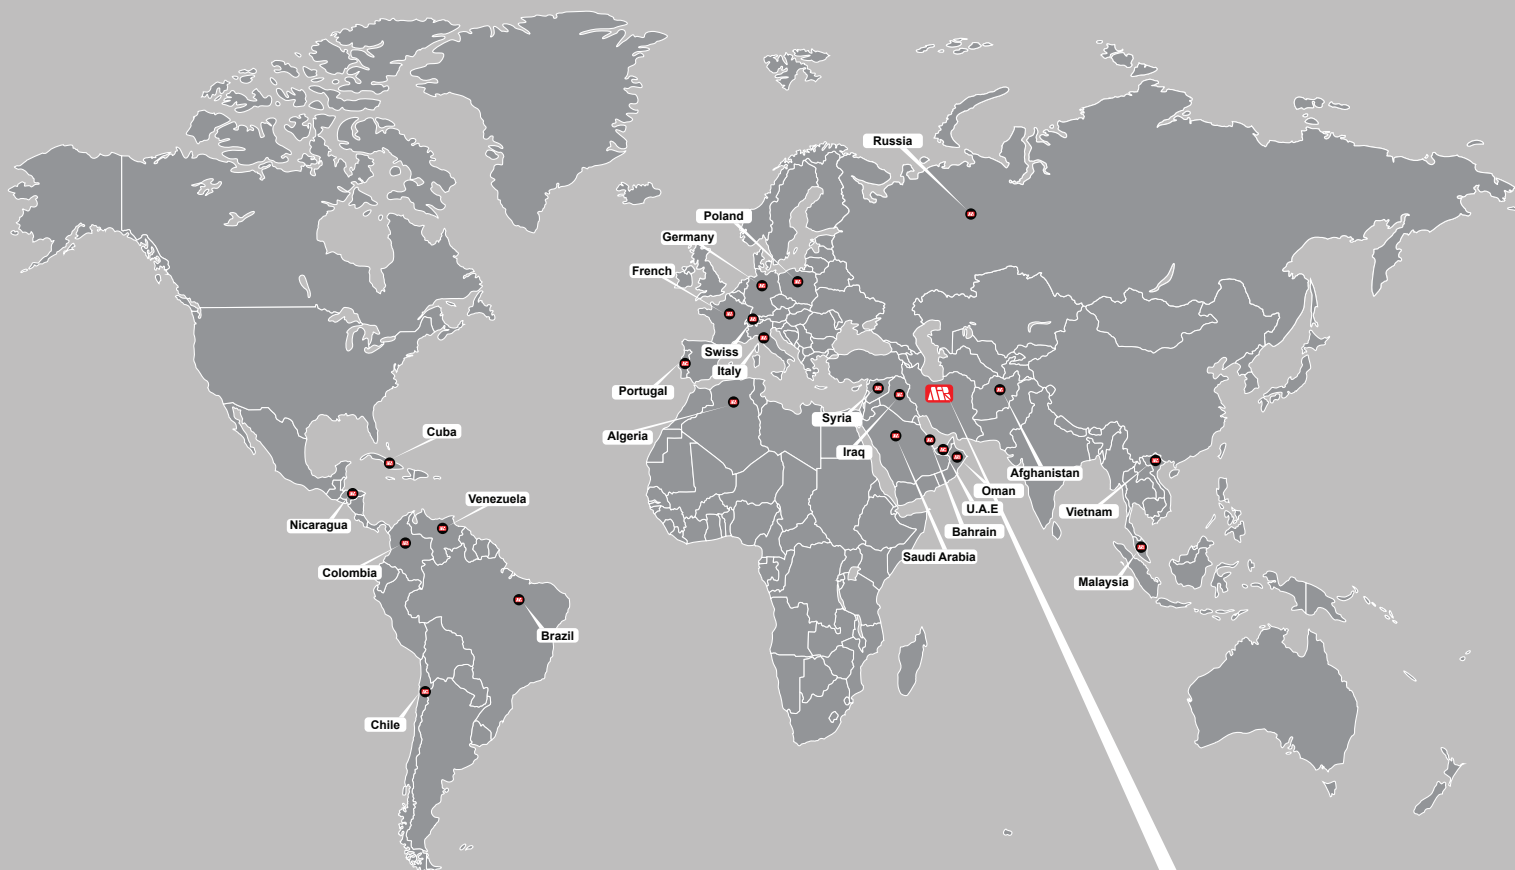 Russia
Poland
Germany
French
Swiss
Italy
Portugal
Algeria
Syria
Iraq
Cuba
Afghanistan
Oman
Venezuela
U.A.E
Nicaragua
Vietnam
Bahrain
Saudi Arabia
Colombia
Malaysia
Brazil
Chile